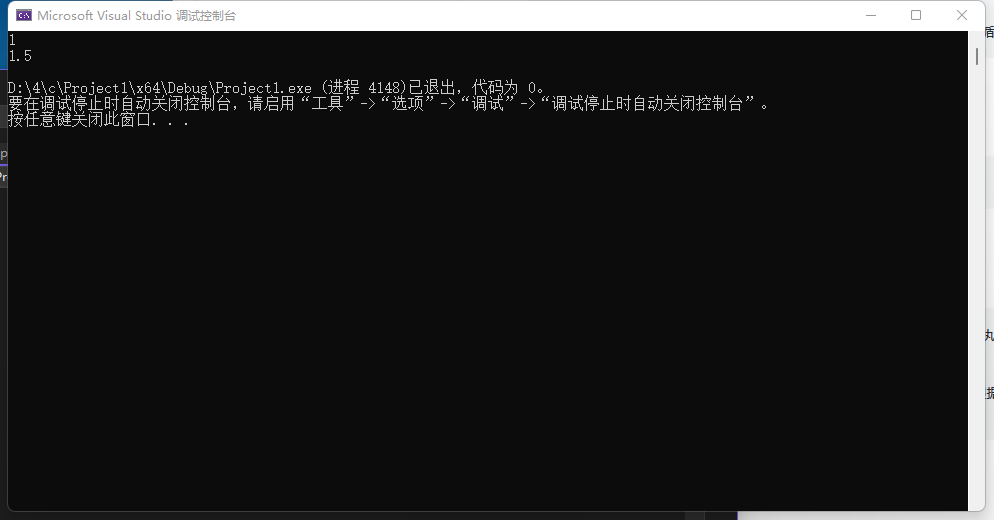 Microsoft Visual Studio 调试控制台
1
1.5
D:\4\c\Project1\x64\Debug\Project1.exe (进程 4148)已退出，代码为 0。
要在调试停止时自动关闭控制台，请启用“工具”->“选项”->“调试”->“调试停止时自动关闭控制台”。
按任意键关闭此窗口. . .